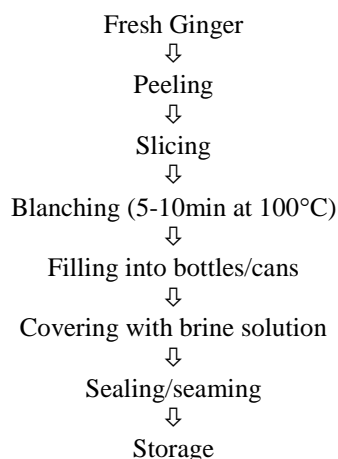 Fresh Ginger
⇩
Peeling
⇩
Slicing
⇩
Blanching (5-10min at 100°C)
⇩
Filling into bottles/cans
⇩
Covering with brine solution
⇩
Sealing/seaming
⇩
Storage